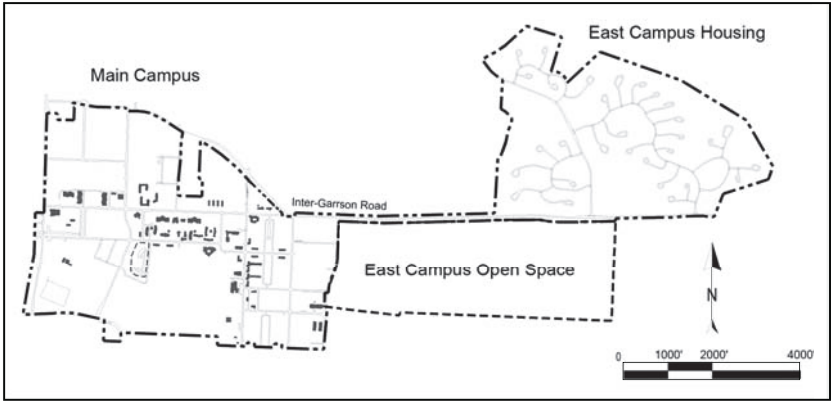 East Campus Housing
Main Campus
Inter-Garrson Road
East Campus Open Space
N
0 1000' 2000' 4000'